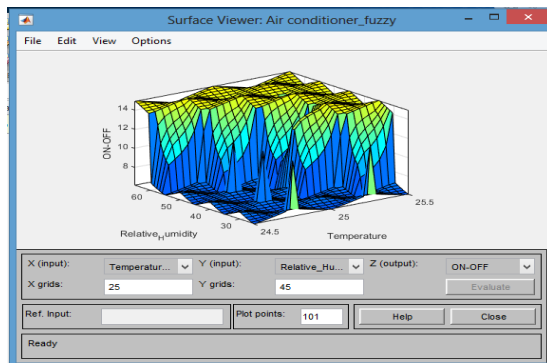 Surface Viewer: Air conditioner_fuzzy
File Edit View Options
14
12
10
8
ON-OFF
60
50
40
30
24.5
25
25.5
Relative_Humidity
Temperature
X (input): Temperatur... Y (input): Relative_Hu... Z (output): ON-OFF
X grids: 25 Y grids: 45 Evaluate
Ref. Input: Plot points: 101 Help Close
Ready